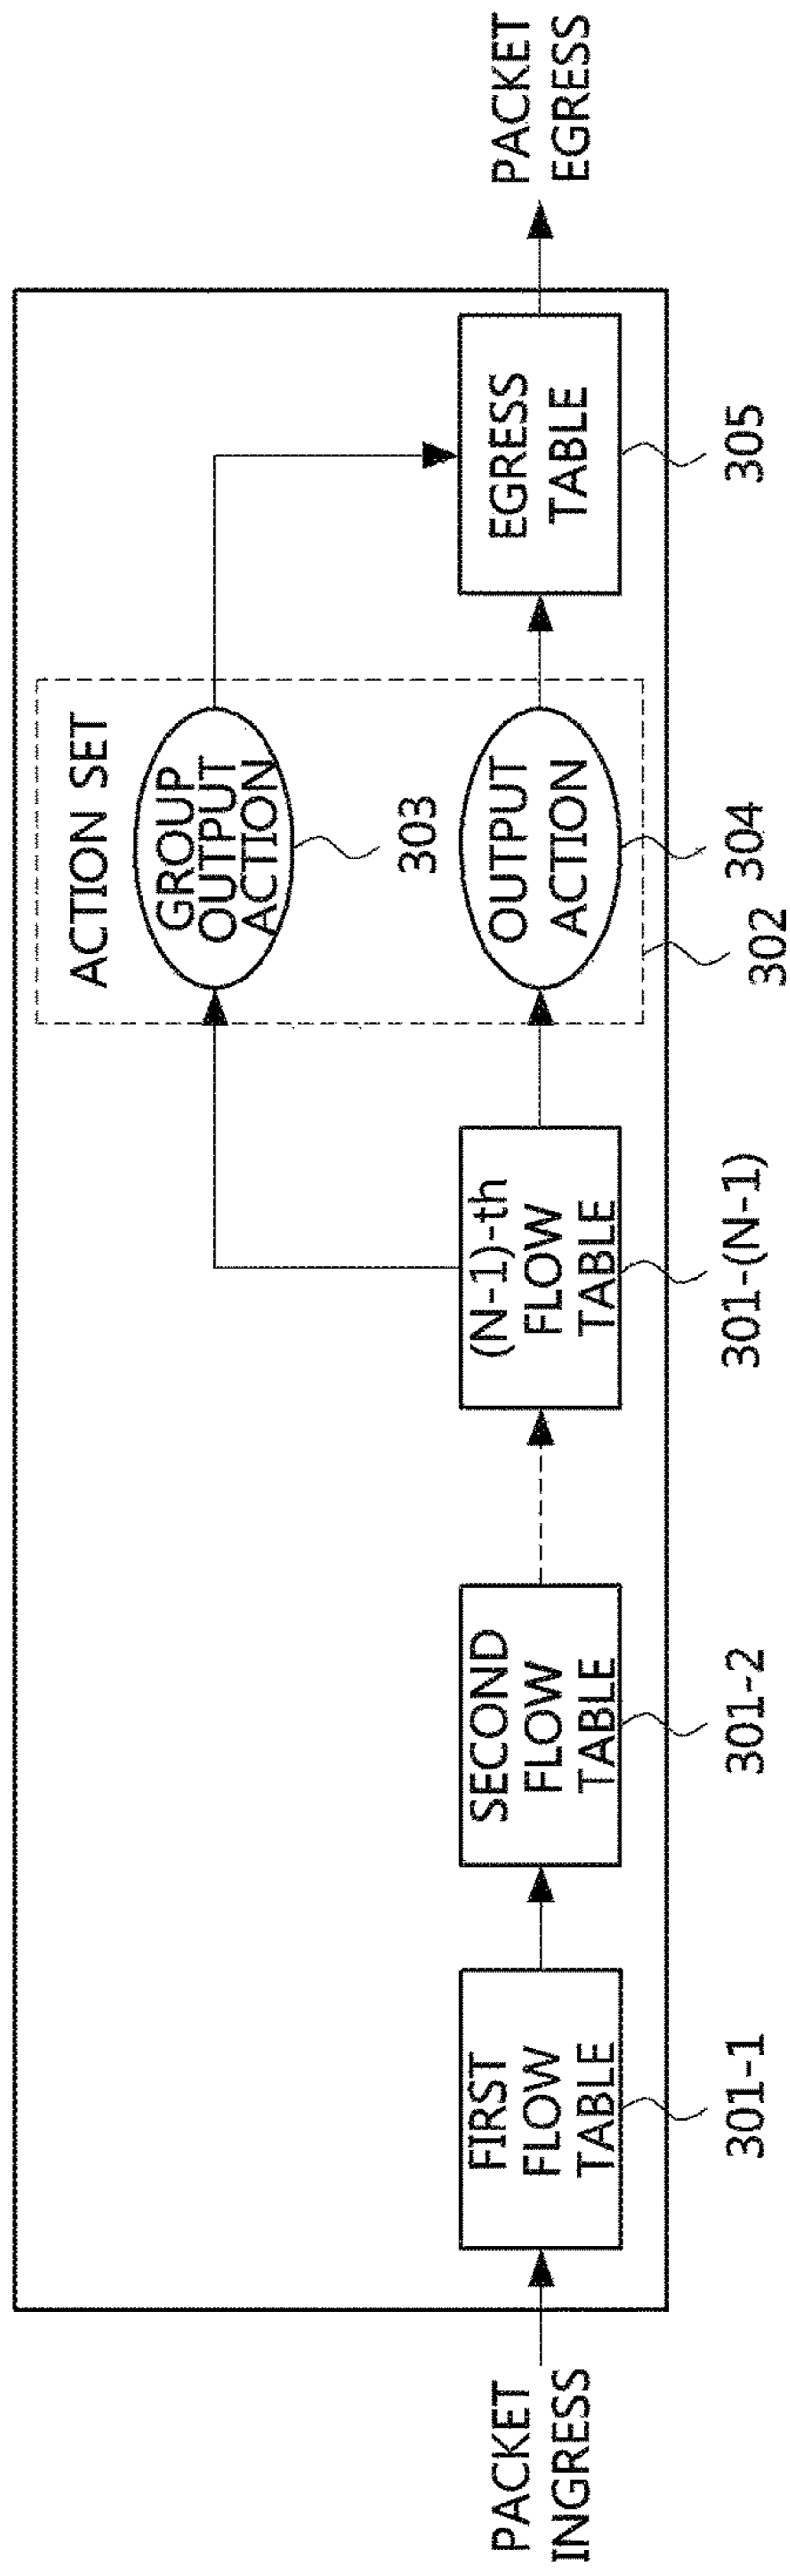 PACKET
INGRESS
FIRST
FLOW
TABLE
301-1
SECOND
FLOW
TABLE
301-2
(N-1)-th
FLOW
TABLE
301-(N-1)
ACTION SET
GROUP
OUTPUT
ACTION
303
OUTPUT
ACTION
304
302
EGRESS
TABLE
305
PACKET
EGRESS